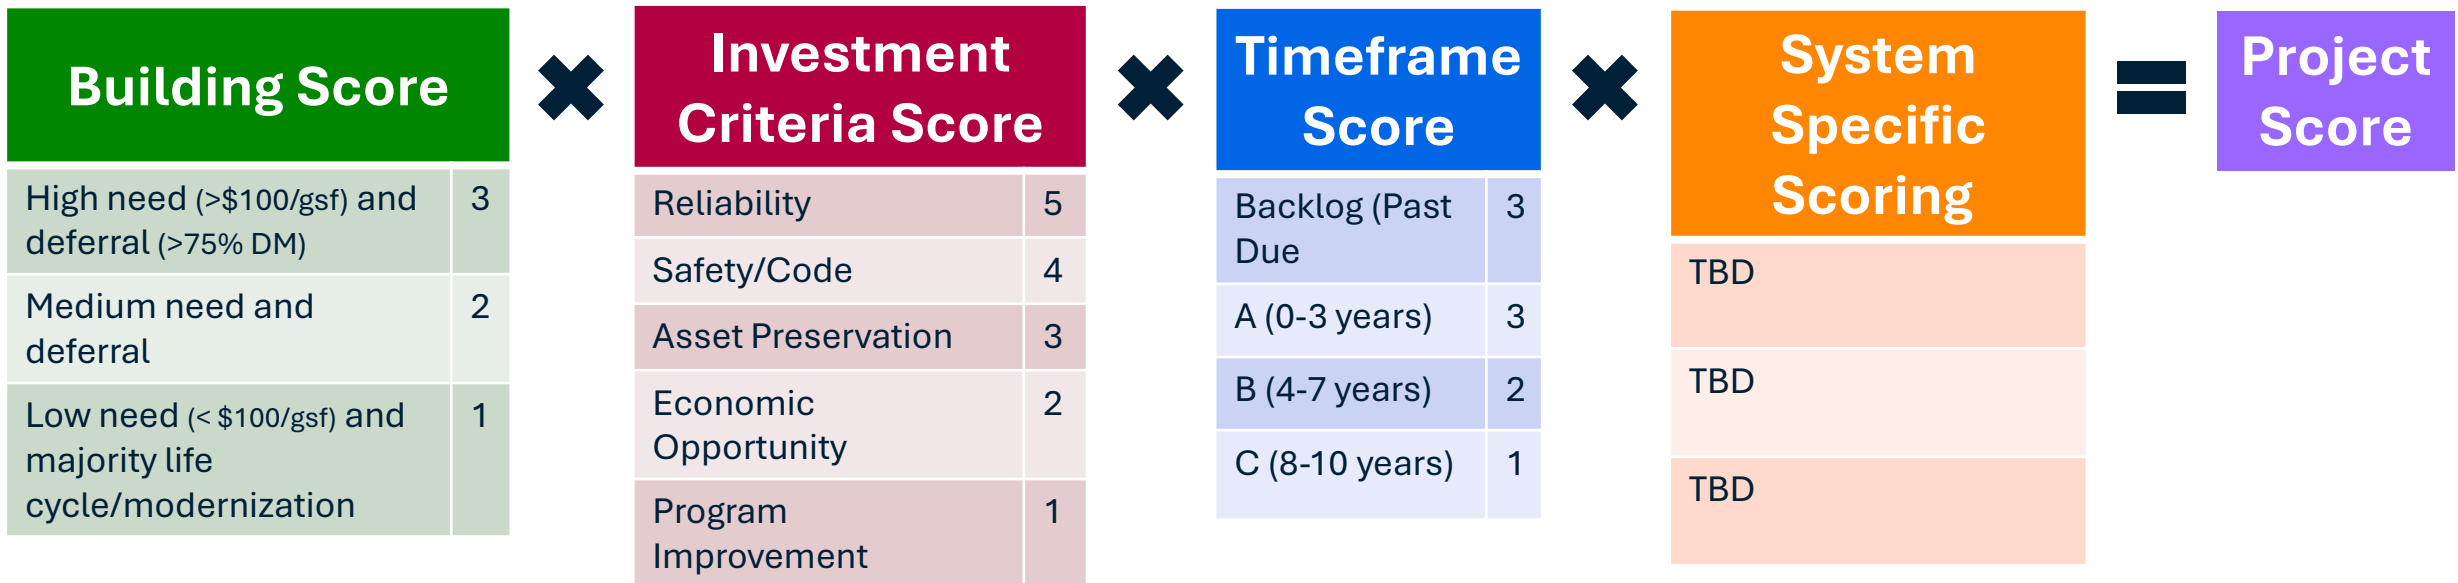 Building Score
High need (>$100/gsf) and
deferral (>75% DM)
3
Medium need and
deferral
2
Low need (< $100/gsf) and
majority life
cycle/modernization
1
Investment
Criteria Score
Reliability
5
Safety/Code
4
Asset Preservation
3
Economic
Opportunity
2
Program
Improvement
1
Timeframe
Score
Backlog (Past
Due
3
A (0-3 years)
3
B (4-7 years)
2
C (8-10 years)
1
System
Specific
Scoring
TBD
TBD
TBD
Project
Score